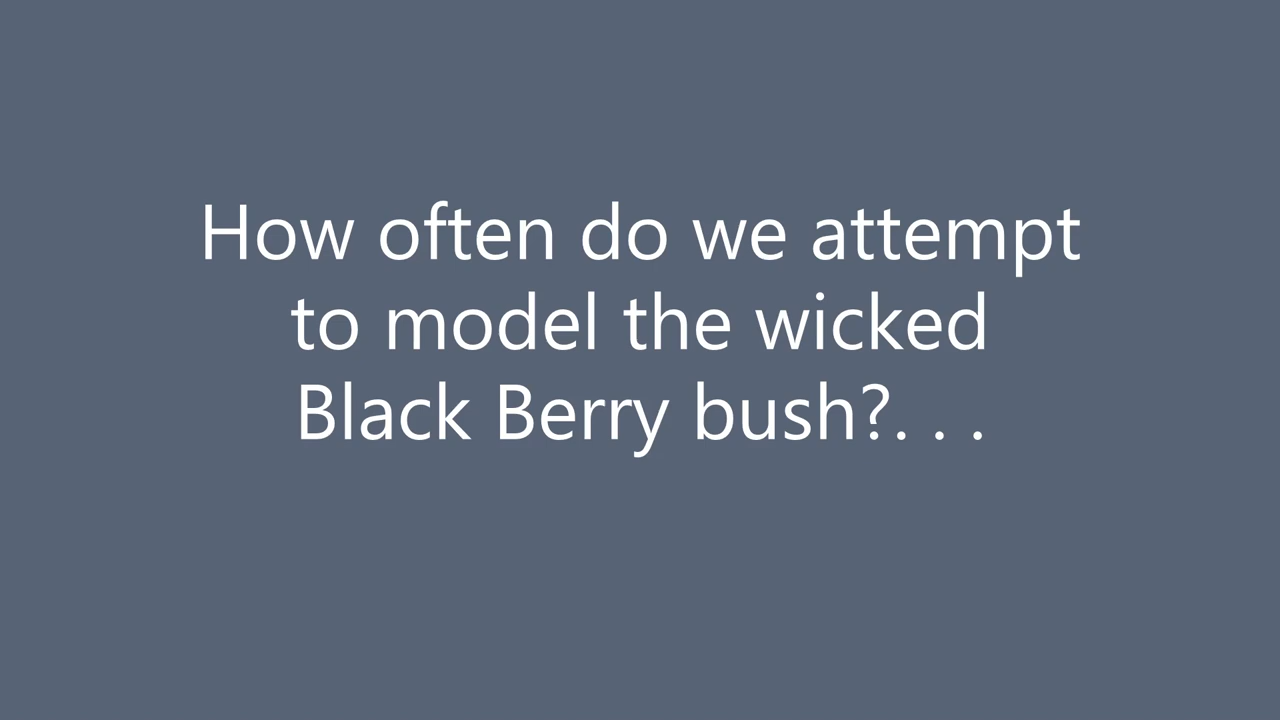 How often do we attempt
to model the wicked
Black Berry bush?. . .